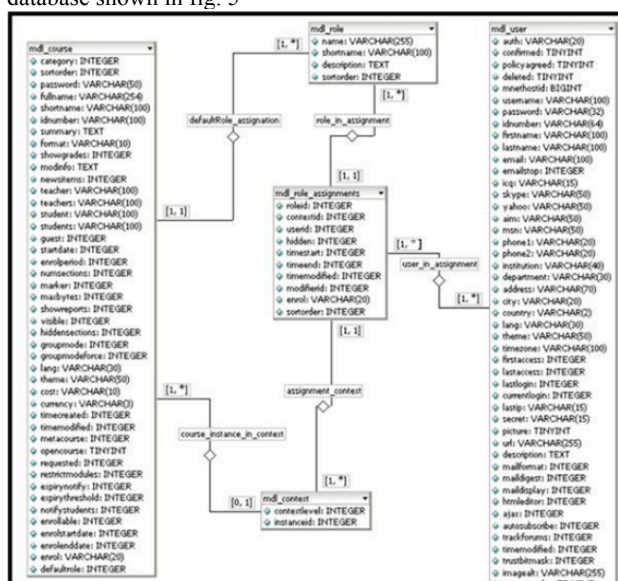 database shown in fig. 5
mdl_course
category: INTEGER
sortorder: INTEGER
password: VARCHAR(50)
fullname: VARCHAR(254)
shortname: VARCHAR(100)
idnumber: VARCHAR(100)
summary: TEXT
format: VARCHAR(10)
showgrades: INTEGER
modinfo: TEXT
newsitems: INTEGER
teacher: VARCHAR(100)
teachers: VARCHAR(100)
student: VARCHAR(100)
students: VARCHAR(100)
guest: INTEGER
startdate: INTEGER
enrolperiod: INTEGER
numsections: INTEGER
marker: INTEGER
maxbytes: INTEGER
showreports: INTEGER
visible: INTEGER
hiddensections: INTEGER
groupmode: INTEGER
groupmodeforce: INTEGER
lang: VARCHAR(30)
theme: VARCHAR(50)
cost: VARCHAR(10)
currency: VARCHAR(3)
timecreated: INTEGER
timemodified: INTEGER
metacourse: INTEGER
opencourse: TINYINT
requested: INTEGER
restrictmodules: INTEGER
expirynotify: INTEGER
expirythreshold: INTEGER
notifystudents: INTEGER
enrollable: INTEGER
enrolstartdate: INTEGER
enrolenddate: INTEGER
enrol: VARCHAR(20)
defaultrole: INTEGER
[1, *]
defaultRole_assignation
[1, 1]
mdl_role
name: VARCHAR(255)
shortname: VARCHAR(100)
description: TEXT
sortorder: INTEGER
[1, *]
role_in_assignment
[1, 1]
mdl_role_assignments
roleid: INTEGER
contextid: INTEGER
userid: INTEGER
hidden: INTEGER
timestart: INTEGER
timeend: INTEGER
timemodified: INTEGER
modifierid: INTEGER
enrol: VARCHAR(20)
sortorder: INTEGER
[1, *]
user_in_assignment
[1, *]
[1, 1]
assignment_context
[1, *]
[1, *]
course_instance_in_context
[0, 1]
mdl_context
contextlevel: INTEGER
instanceid: INTEGER
mdl_user
auth: VARCHAR(20)
confirmed: TINYINT
policyagreed: TINYINT
deleted: TINYINT
mnethostid: BIGINT
username: VARCHAR(100)
password: VARCHAR(32)
idnumber: VARCHAR(64)
firstname: VARCHAR(100)
lastname: VARCHAR(100)
email: VARCHAR(100)
emailstop: INTEGER
icq: VARCHAR(15)
skype: VARCHAR(50)
yahoo: VARCHAR(50)
aim: VARCHAR(50)
msn: VARCHAR(50)
phone1: VARCHAR(20)
phone2: VARCHAR(20)
institution: VARCHAR(40)
department: VARCHAR(30)
address: VARCHAR(70)
city: VARCHAR(20)
country: VARCHAR(2)
lang: VARCHAR(30)
theme: VARCHAR(50)
timezone: VARCHAR(100)
firstaccess: INTEGER
lastaccess: INTEGER
lastlogin: INTEGER
currentlogin: INTEGER
lastip: VARCHAR(15)
secret: VARCHAR(15)
picture: TINYINT
url: VARCHAR(255)
description: TEXT
mailformat: INTEGER
maildigest: INTEGER
maildisplay: INTEGER
htmleditor: INTEGER
ajax: INTEGER
autosubscribe: INTEGER
trackforums: INTEGER
timemodified: INTEGER
trustbitmask: INTEGER
imagealt: VARCHAR(255)